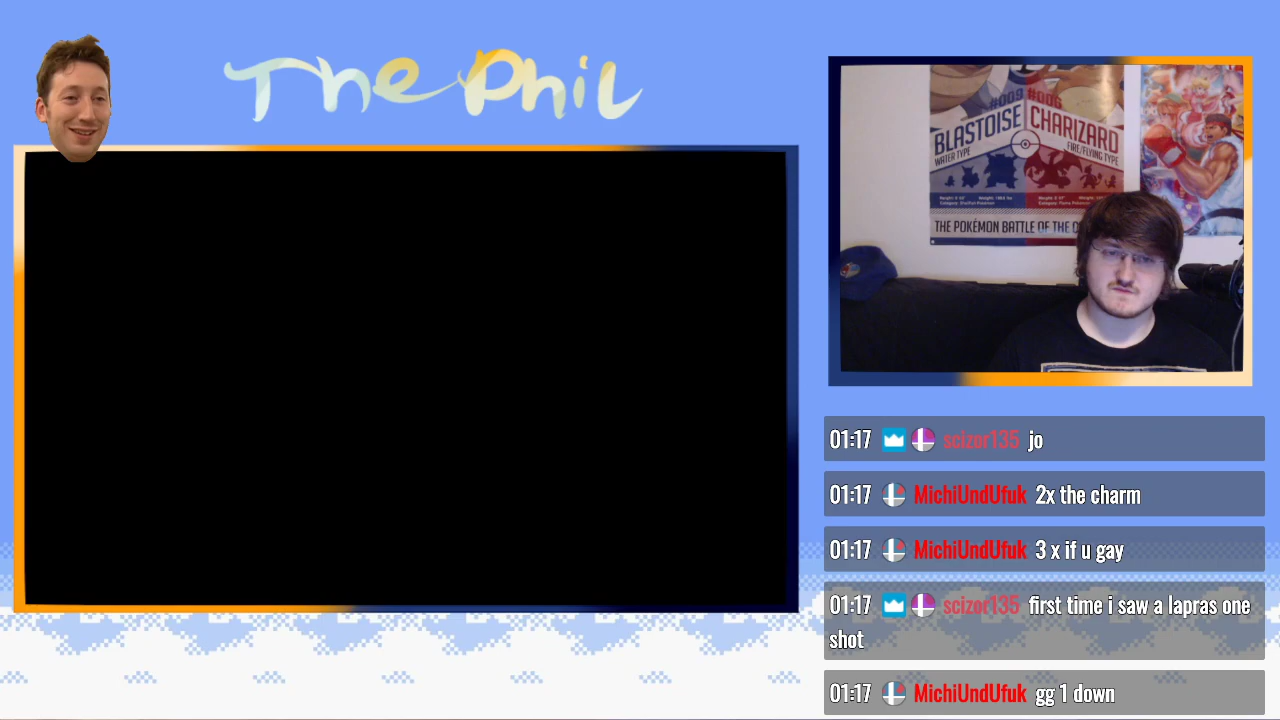 The Phil
#009 #006
BLASTOISE CHARIZARD
WATER TYPE FIRE/FLYING TYPE
THE POKÉMON BATTLE OF THE
01:17 scizor135 jo
01:17 MichiUndUfuk 2x the charm
01:17 MichiUndUfuk 3 x if u gay
01:17 scizor135 first time i saw a lapras one
shot
01:17 MichiUndUfuk gg 1 down